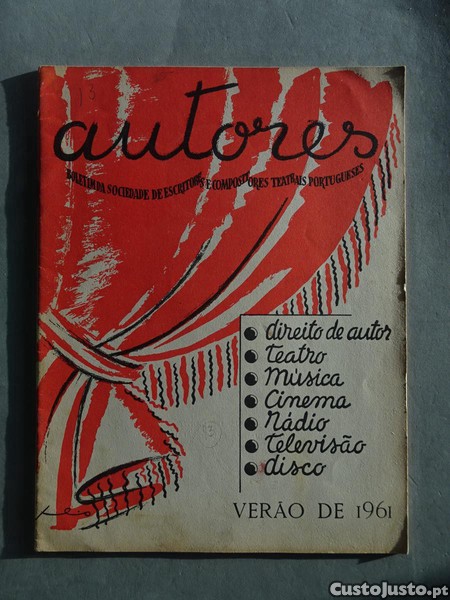 13
autores
BOLETIM DA SOCIEDADE DE ESCRITORES E COMPOSITORES TEATRAIS PORTUGUESES
direito de autor
Teatro
Música
Cinema
Rádio
Televisão
disco
VERÃO DE 1961
CustoJusto.pt